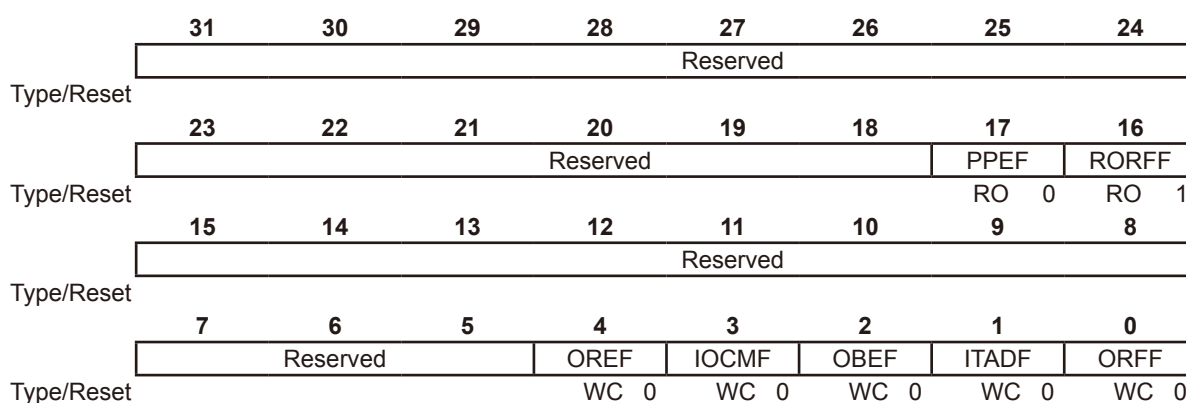 31 30 29 28 27 26 25 24
Reserved
Type/Reset
23 22 21 20 19 18 17 16
Reserved PPEF RORFF
Type/Reset RO 0 RO 1
15 14 13 12 11 10 9 8
Reserved
Type/Reset
7 6 5 4 3 2 1 0
Reserved OREF IOCMF OBEF ITADF ORFF
Type/Reset WC 0 WC 0 WC 0 WC 0 WC 0